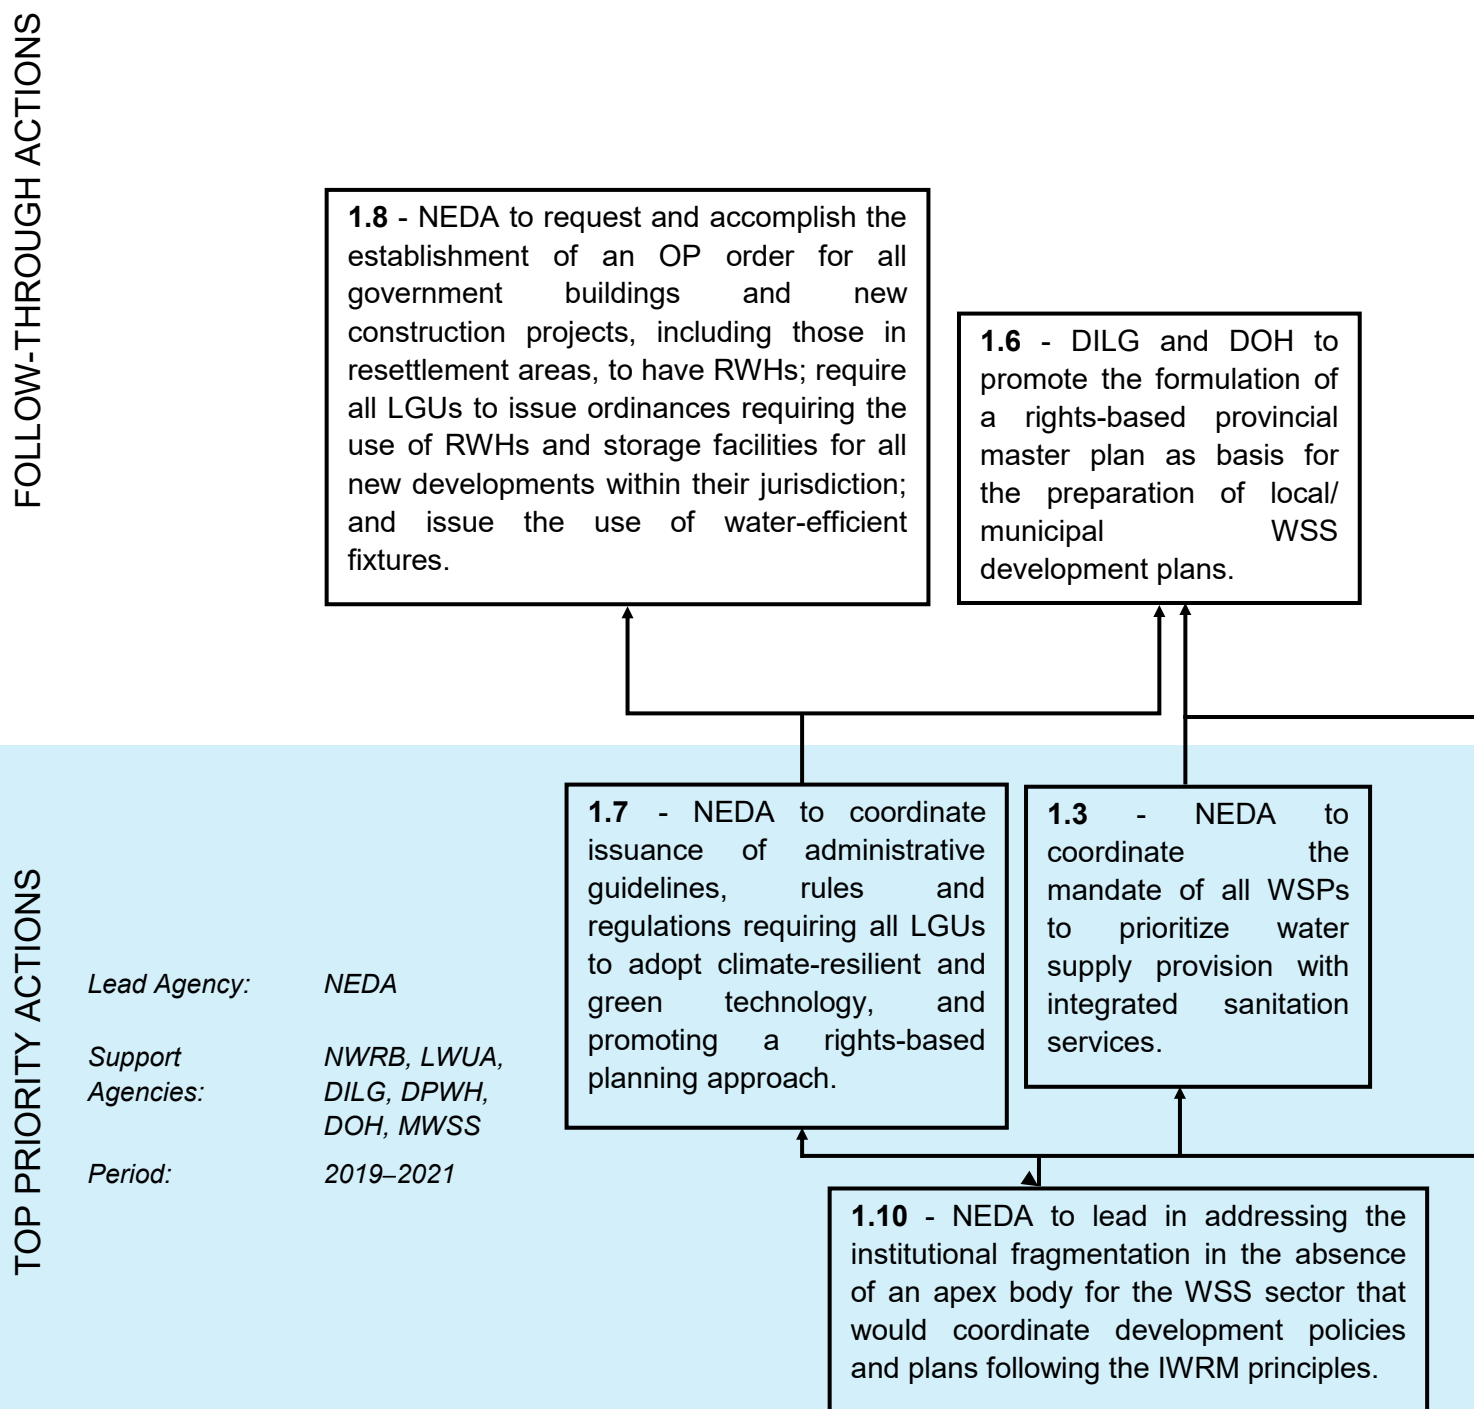 FOLLOW-THROUGH ACTIONS
1.8 - NEDA to request and accomplish the
establishment of an OP order for all
government buildings and new
construction projects, including those in
resettlement areas, to have RWHs; require
all LGUs to issue ordinances requiring the
use of RWHs and storage facilities for all
new developments within their jurisdiction;
and issue the use of water-efficient
fixtures.
1.6 - DILG and DOH to
promote the formulation of
a rights-based provincial
master plan as basis for
the preparation of local/
municipal WSS
development plans.
TOP PRIORITY ACTIONS
Lead Agency: NEDA
Support NWRB, LWUA,
Agencies: DILG, DPWH,
DOH, MWSS
Period: 2019–2021
1.7 - NEDA to coordinate
issuance of administrative
guidelines, rules and
regulations requiring all LGUs
to adopt climate-resilient and
green technology, and
promoting a rights-based
planning approach.
1.3 - NEDA to
coordinate the
mandate of all WSPs
to prioritize water
supply provision with
integrated sanitation
services.
1.10 - NEDA to lead in addressing the
institutional fragmentation in the absence
of an apex body for the WSS sector that
would coordinate development policies
and plans following the IWRM principles.